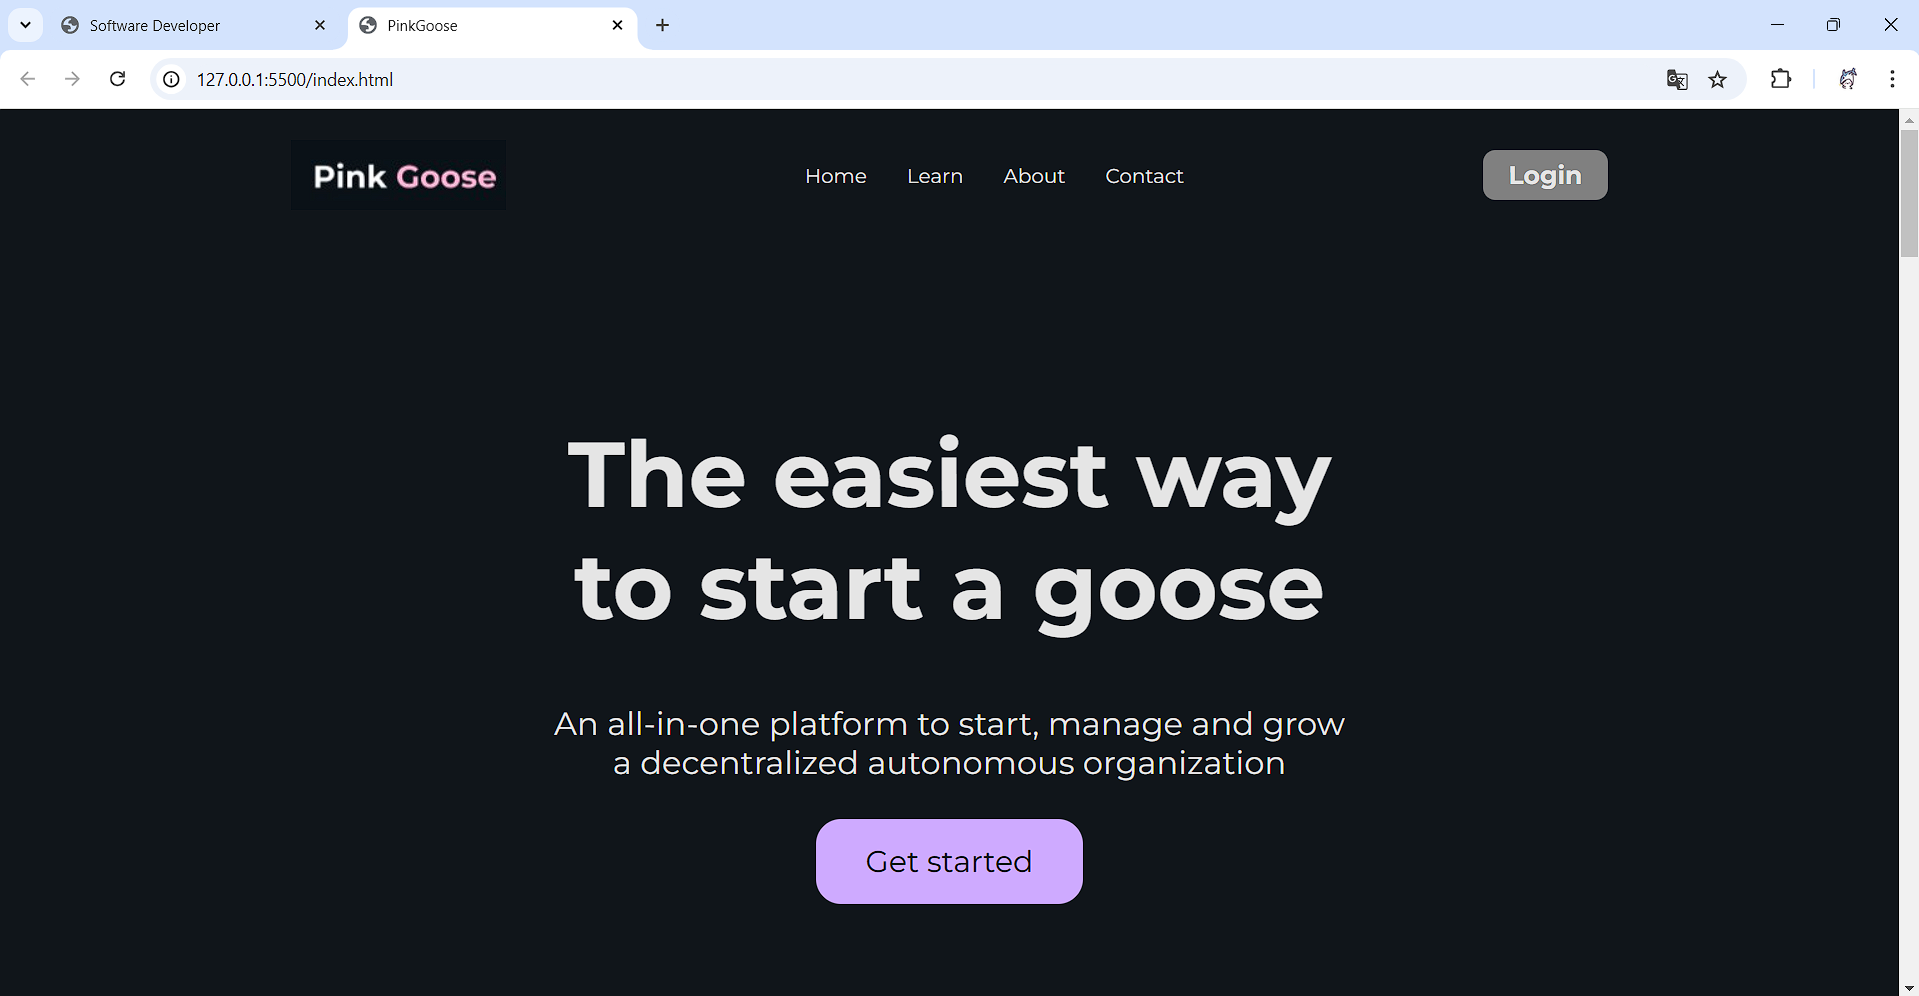 Software Developer
PinkGoose
127.0.0.1:5500/index.html
Pink Goose
Home
Learn
About
Contact
Login
The easiest way
to start a goose
An all-in-one platform to start, manage and grow
a decentralized autonomous organization
Get started